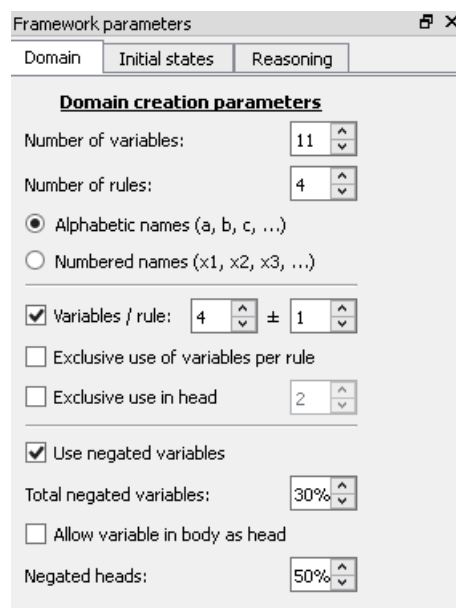 Framework parameters
Domain Initial states Reasoning
Domain creation parameters
Number of variables: 11
Number of rules: 4
Alphabetic names (a, b, c, ...)
Numbered names (x1, x2, x3, ...)
Variables / rule: 4 ± 1
Exclusive use of variables per rule
Exclusive use in head 2
Use negated variables
Total negated variables: 30%
Allow variable in body as head
Negated heads: 50%